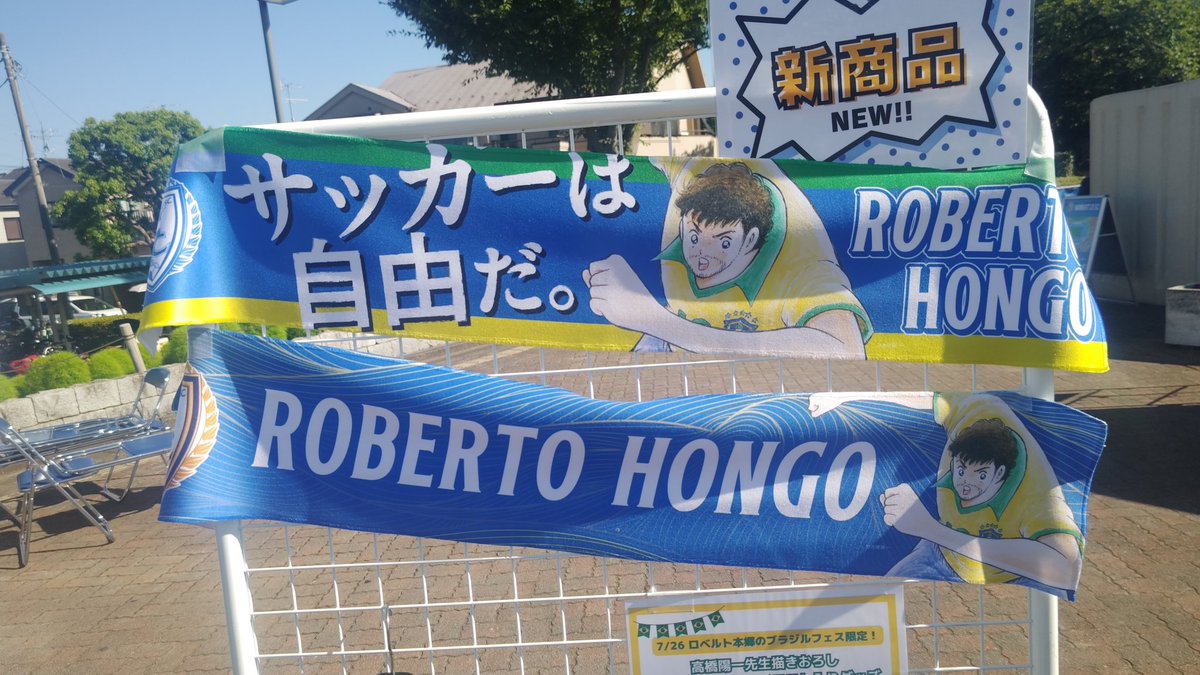 新商品
NEW!!
サッカーは
自由だ。
ROBERTO
HONGO
ROBERTO HONGO
7/26 ロベルト本郷のブラジルフェス限定！
高橋陽一先生描きおろし